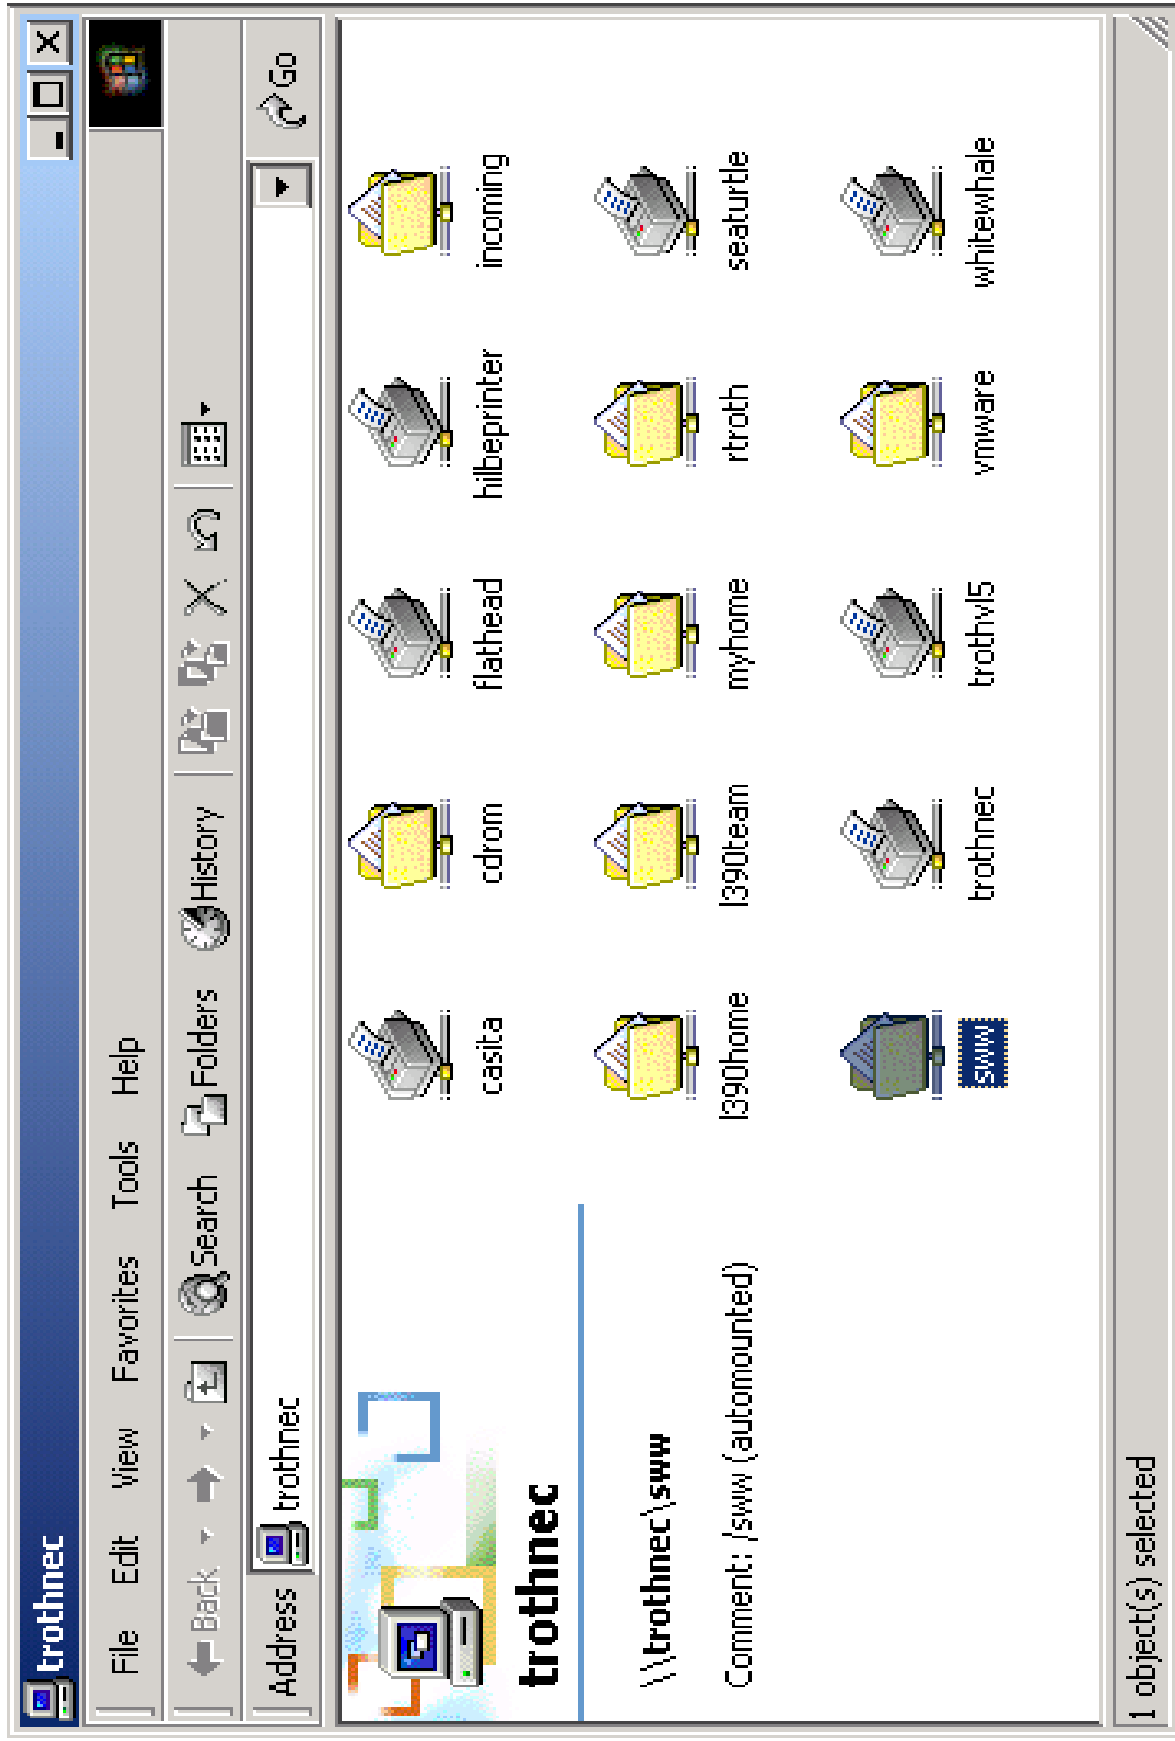 trothnec
File Edit View Favorites Tools Help
Back Search Folders History
Address trothnec Go
trothnec
\\trothnec\sww
Comment: /sww (automounted)
casita cdrom flathead hilbeprinter incoming
l390home l390team myhome rtroth seaturtle
sww trothnec trothvl5 vmware whitewhale
1 object(s) selected